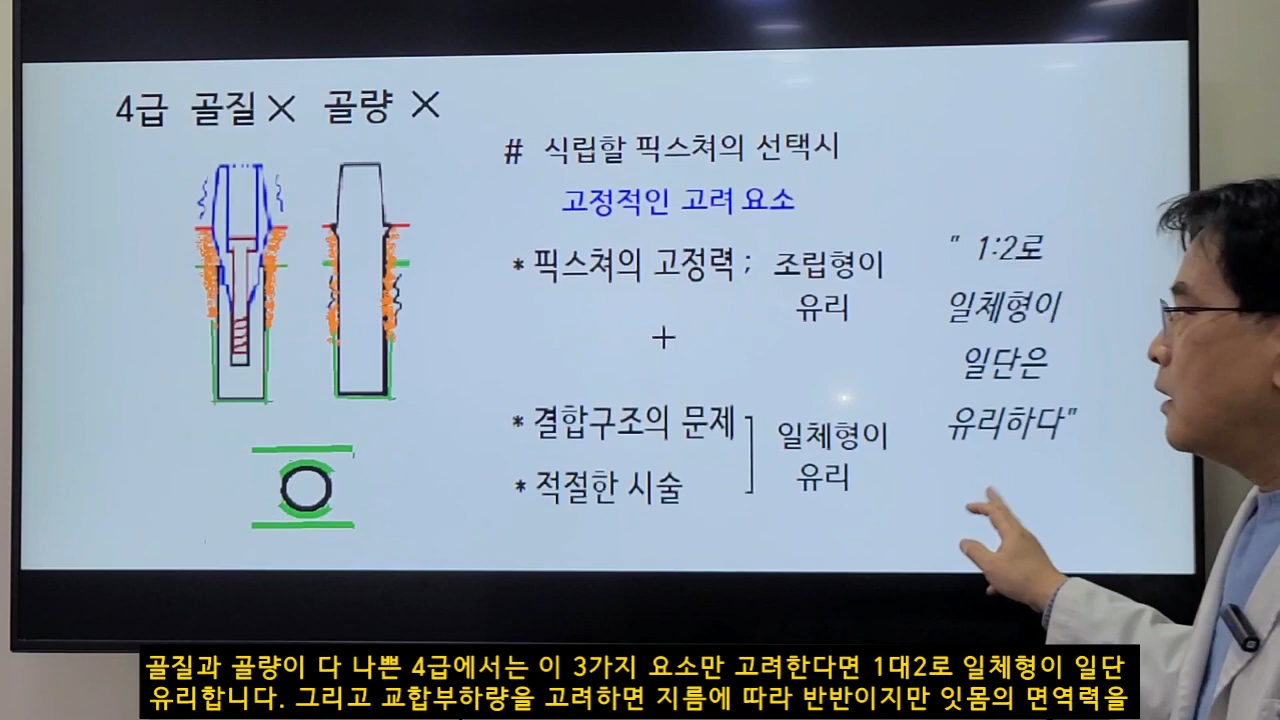 4급 골질× 골량 ×
# 식립할 픽스쳐의 선택시
고정적인 고려 요소
* 픽스쳐의 고정력 ; 조립형이
유리
+
* 결합구조의 문제
* 적절한 시술
일체형이
유리
" 1:2로
일체형이
일단은
유리하다"
골질과 골량이 다 나쁜 4급에서는 이 3가지 요소만 고려한다면 1대2로 일체형이 일단
유리합니다. 그리고 교합부하량을 고려하면 지름에 따라 반반이지만 잇몸의 면역력을